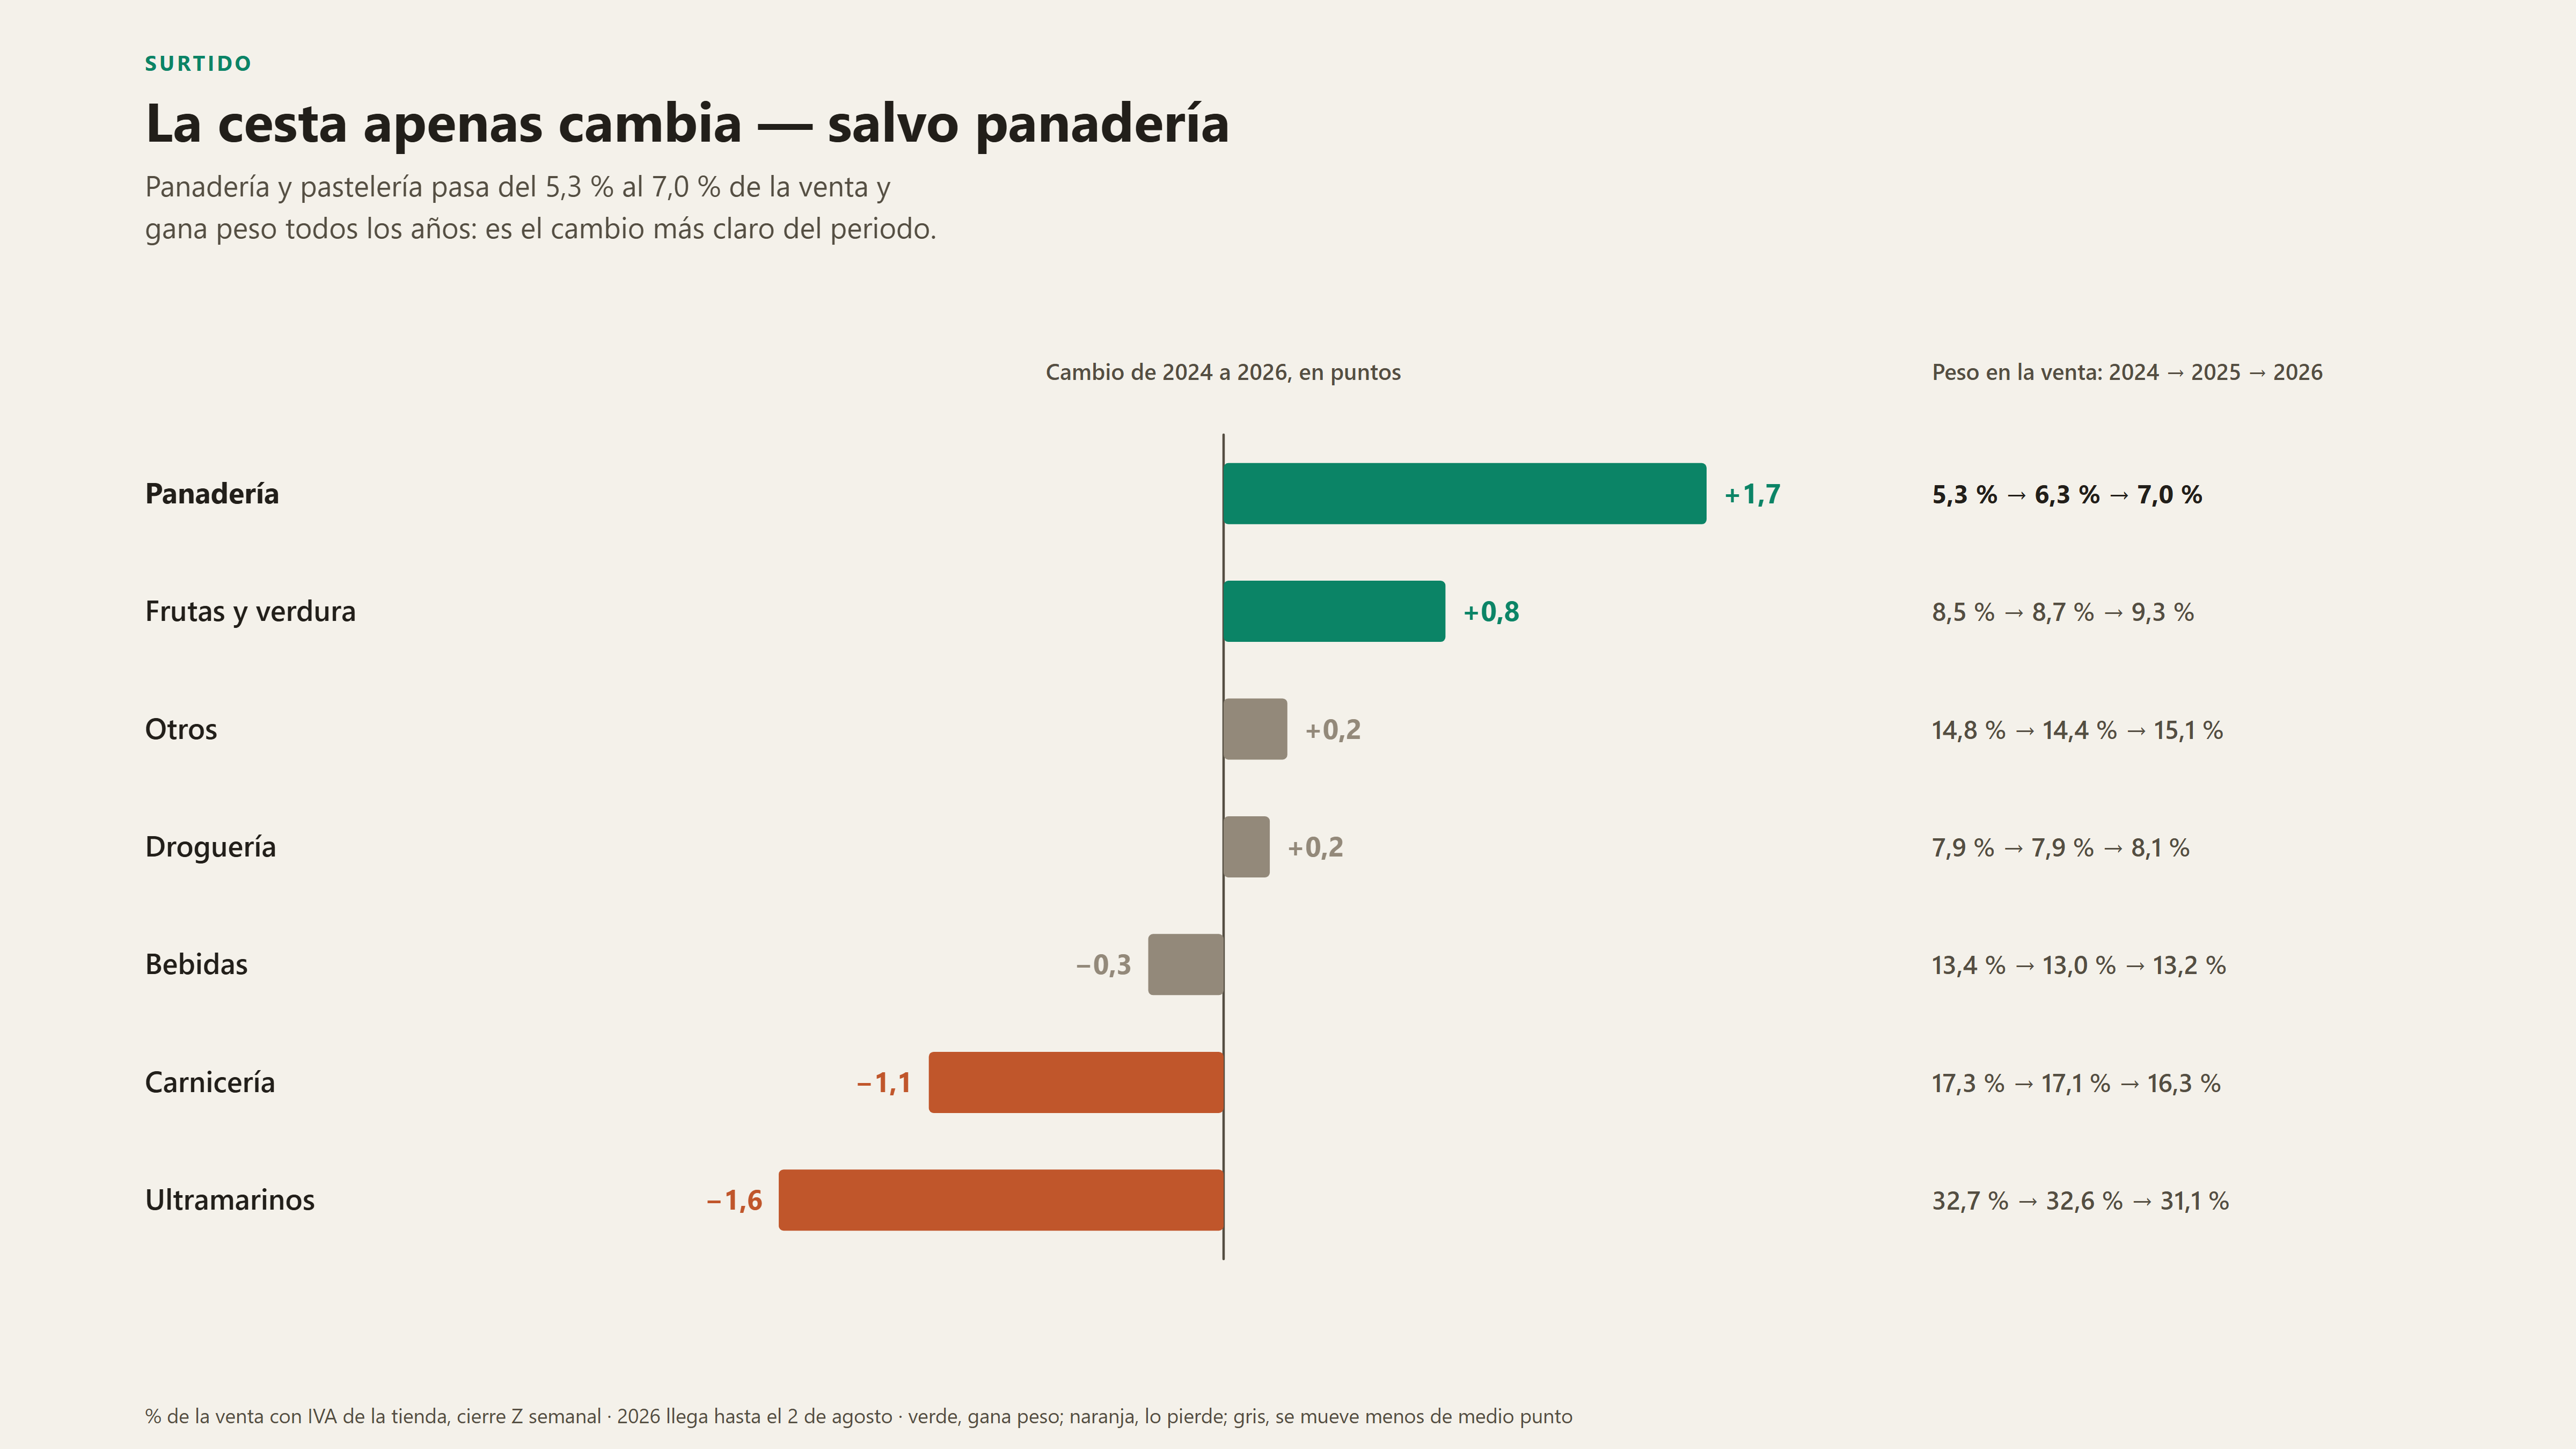 SURTIDO
La cesta apenas cambia — salvo panadería
Panadería y pastelería pasa del 5,3 % al 7,0 % de la venta y
gana peso todos los años: es el cambio más claro del periodo.
Cambio de 2024 a 2026, en puntos
Peso en la venta: 2024 → 2025 → 2026
Panadería +1,7 5,3 % → 6,3 % → 7,0 %
Frutas y verdura +0,8 8,5 % → 8,7 % → 9,3 %
Otros +0,2 14,8 % → 14,4 % → 15,1 %
Droguería +0,2 7,9 % → 7,9 % → 8,1 %
Bebidas −0,3 13,4 % → 13,0 % → 13,2 %
Carnicería −1,1 17,3 % → 17,1 % → 16,3 %
Ultramarinos −1,6 32,7 % → 32,6 % → 31,1 %
% de la venta con IVA de la tienda, cierre Z semanal · 2026 llega hasta el 2 de agosto · verde, gana peso; naranja, lo pierde; gris, se mueve menos de medio punto